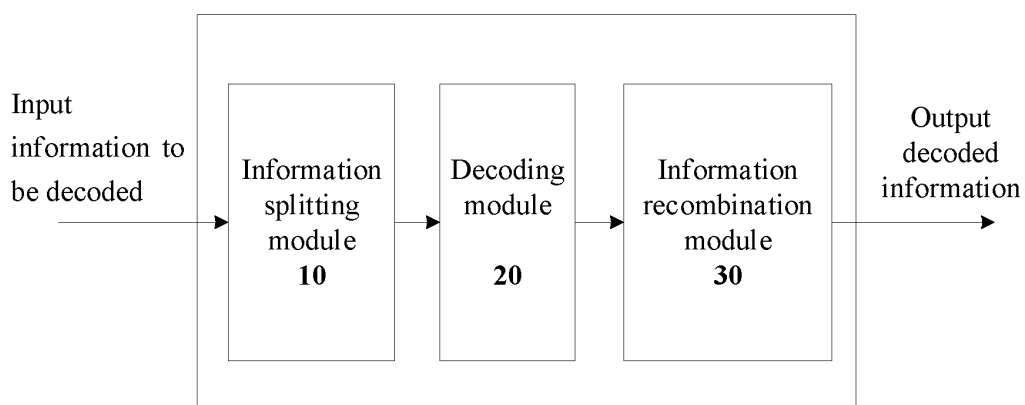 Input
information to
be decoded
Information
splitting
module
10
Decoding
module
20
Information
recombination
module
30
Output
decoded
information